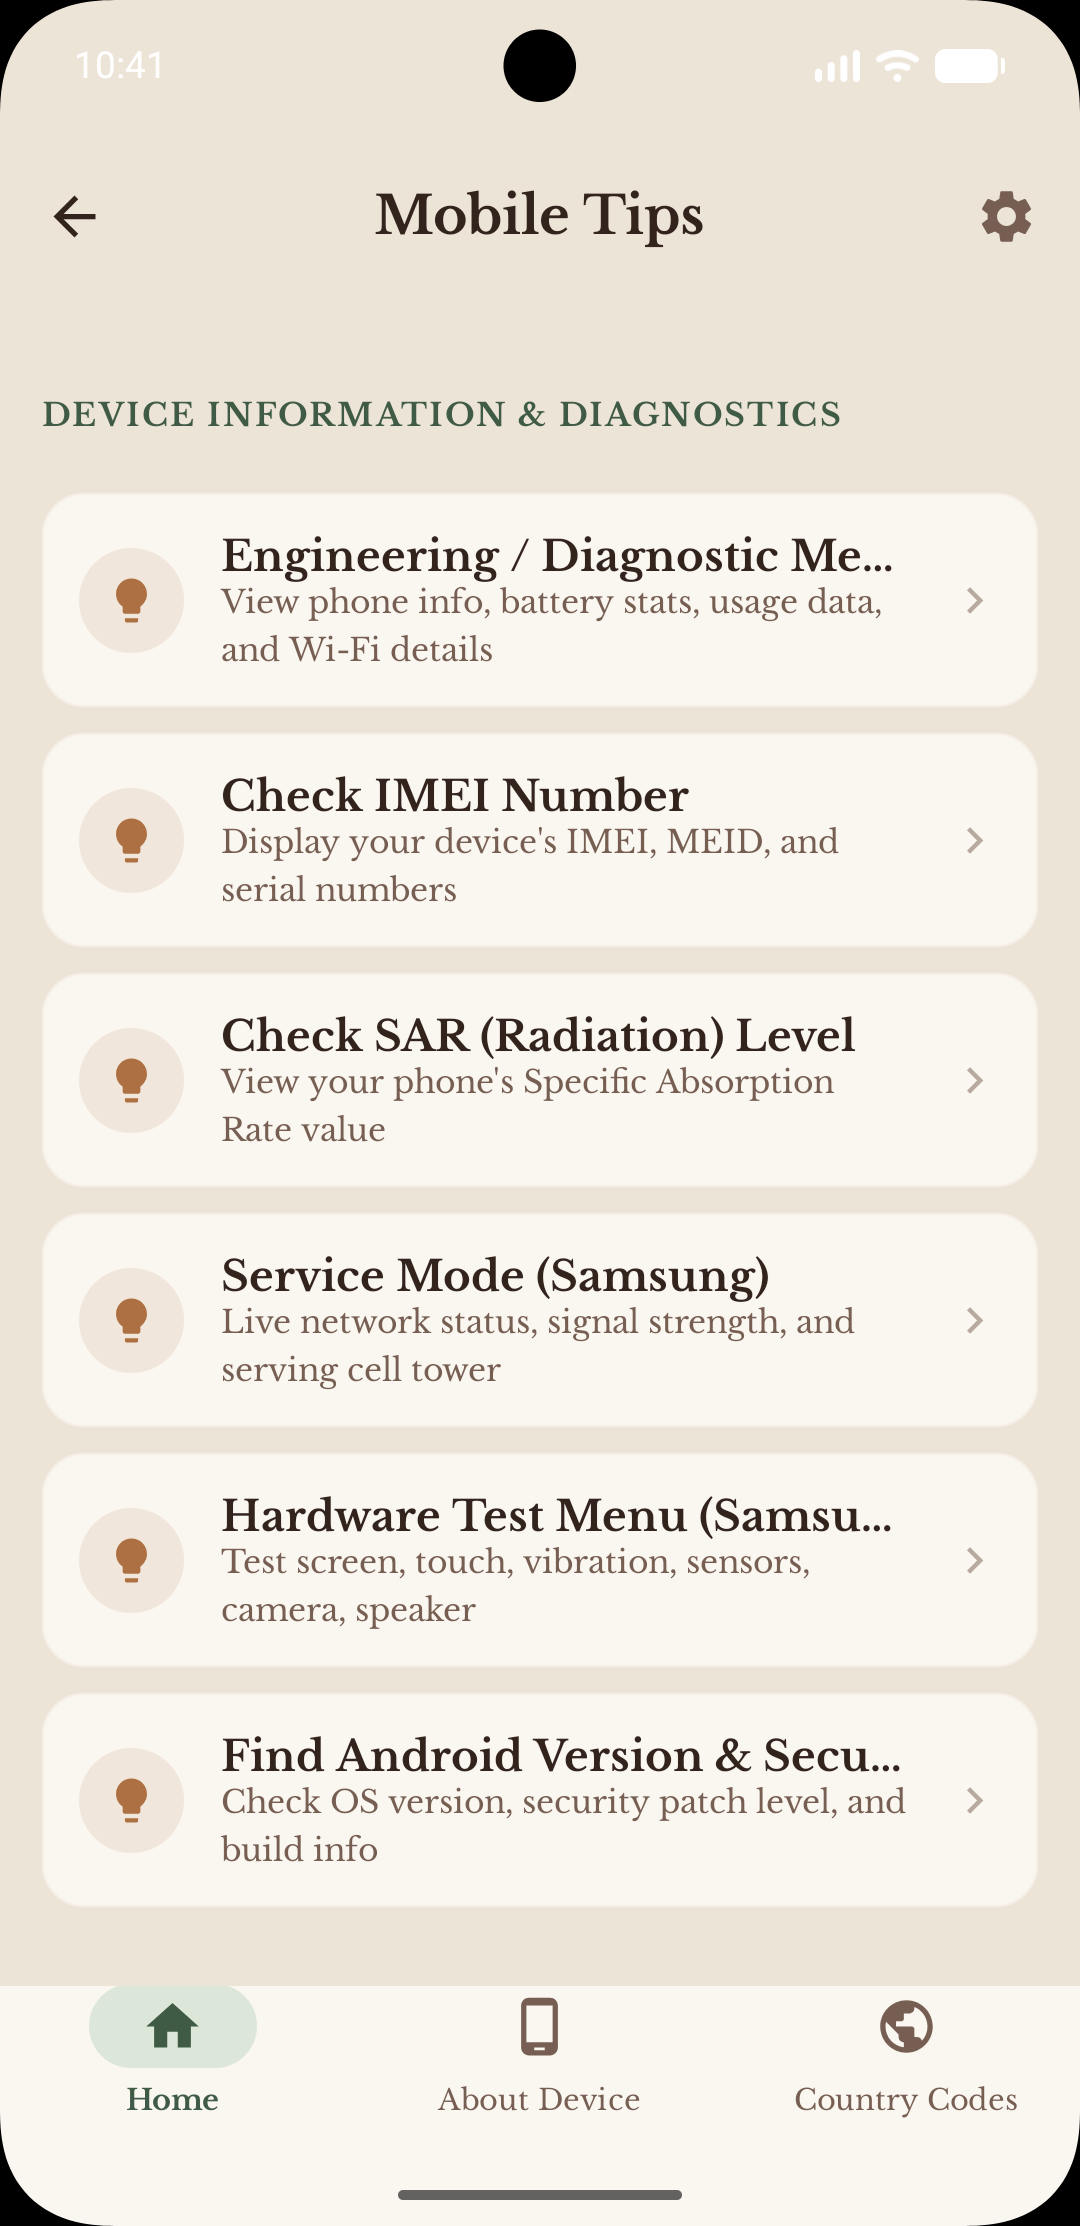 10:41
Mobile Tips
DEVICE INFORMATION & DIAGNOSTICS
Engineering / Diagnostic Me...
View phone info, battery stats, usage data,
and Wi-Fi details
Check IMEI Number
Display your device's IMEI, MEID, and
serial numbers
Check SAR (Radiation) Level
View your phone's Specific Absorption
Rate value
Service Mode (Samsung)
Live network status, signal strength, and
serving cell tower
Hardware Test Menu (Samsu...
Test screen, touch, vibration, sensors,
camera, speaker
Find Android Version & Secu...
Check OS version, security patch level, and
build info
Home
About Device
Country Codes